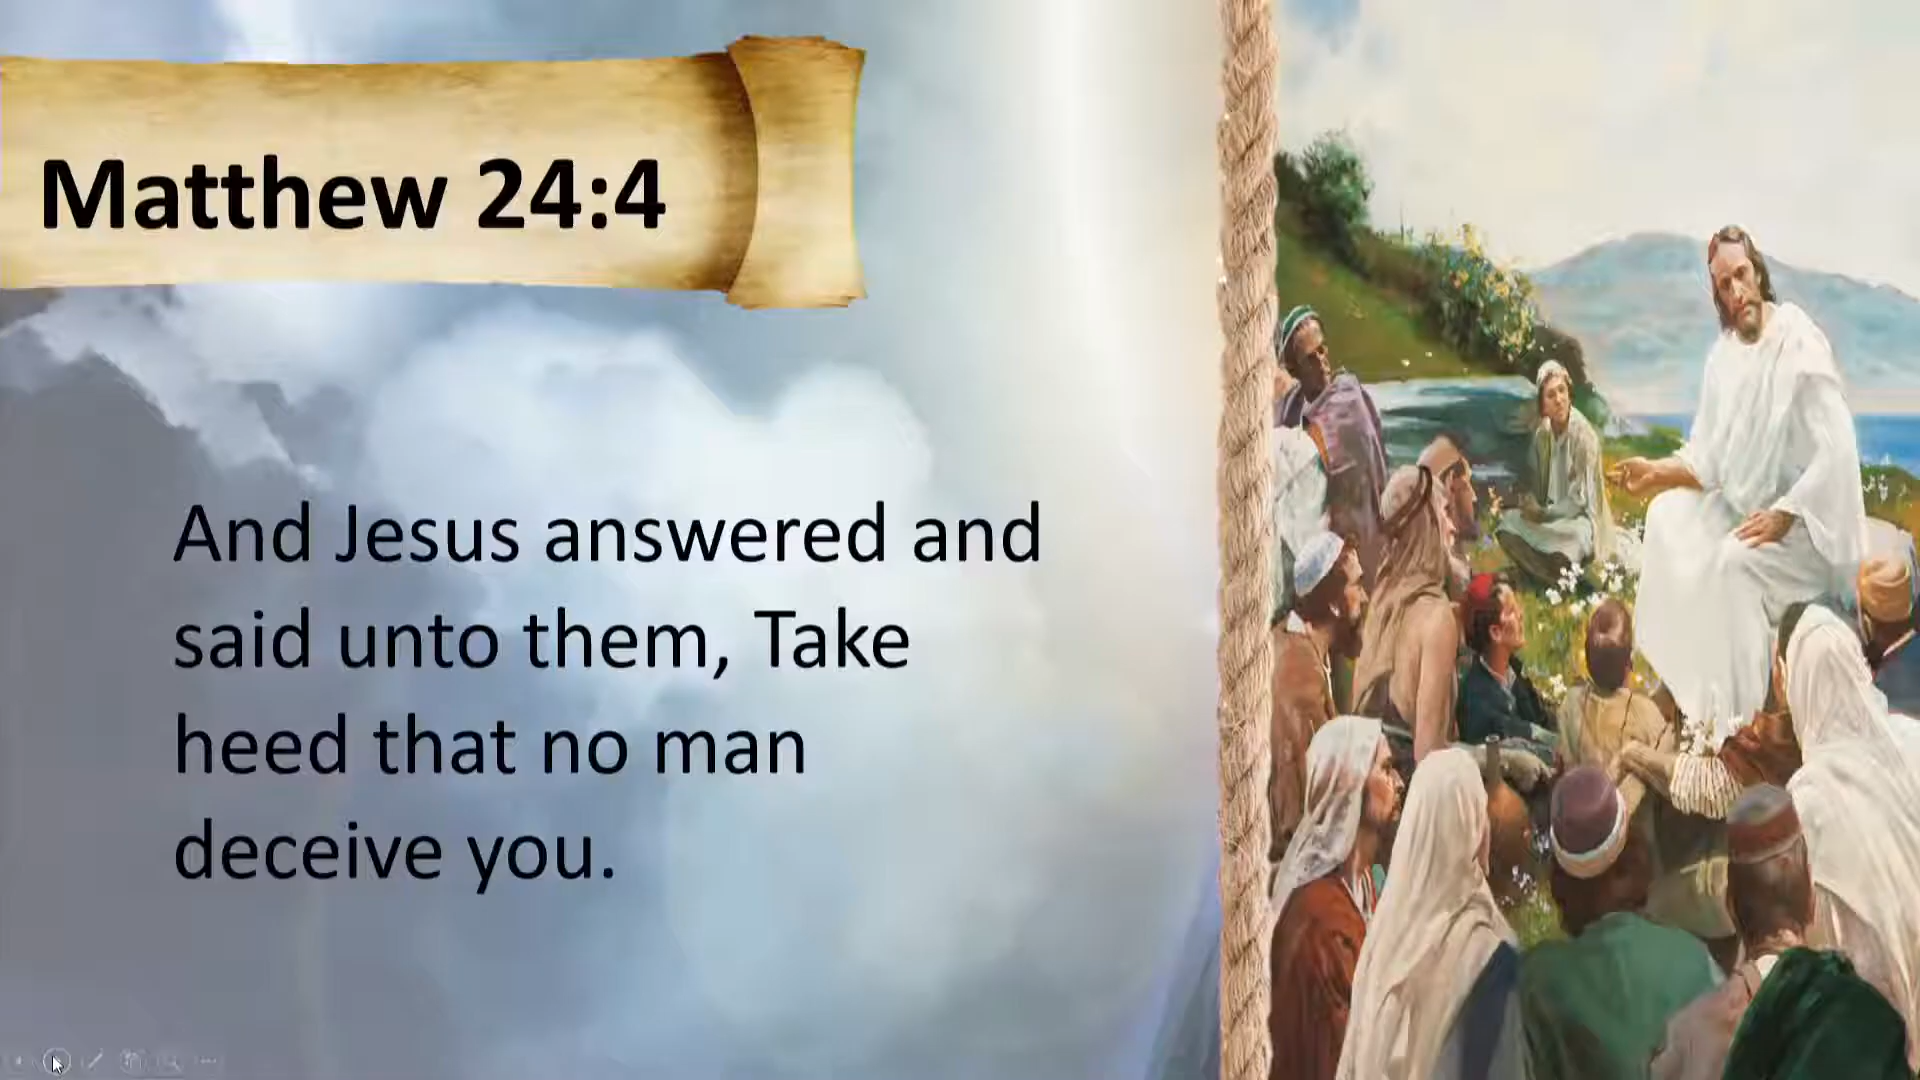 Matthew 24:4
And Jesus answered and
said unto them, Take
heed that no man
deceive you.